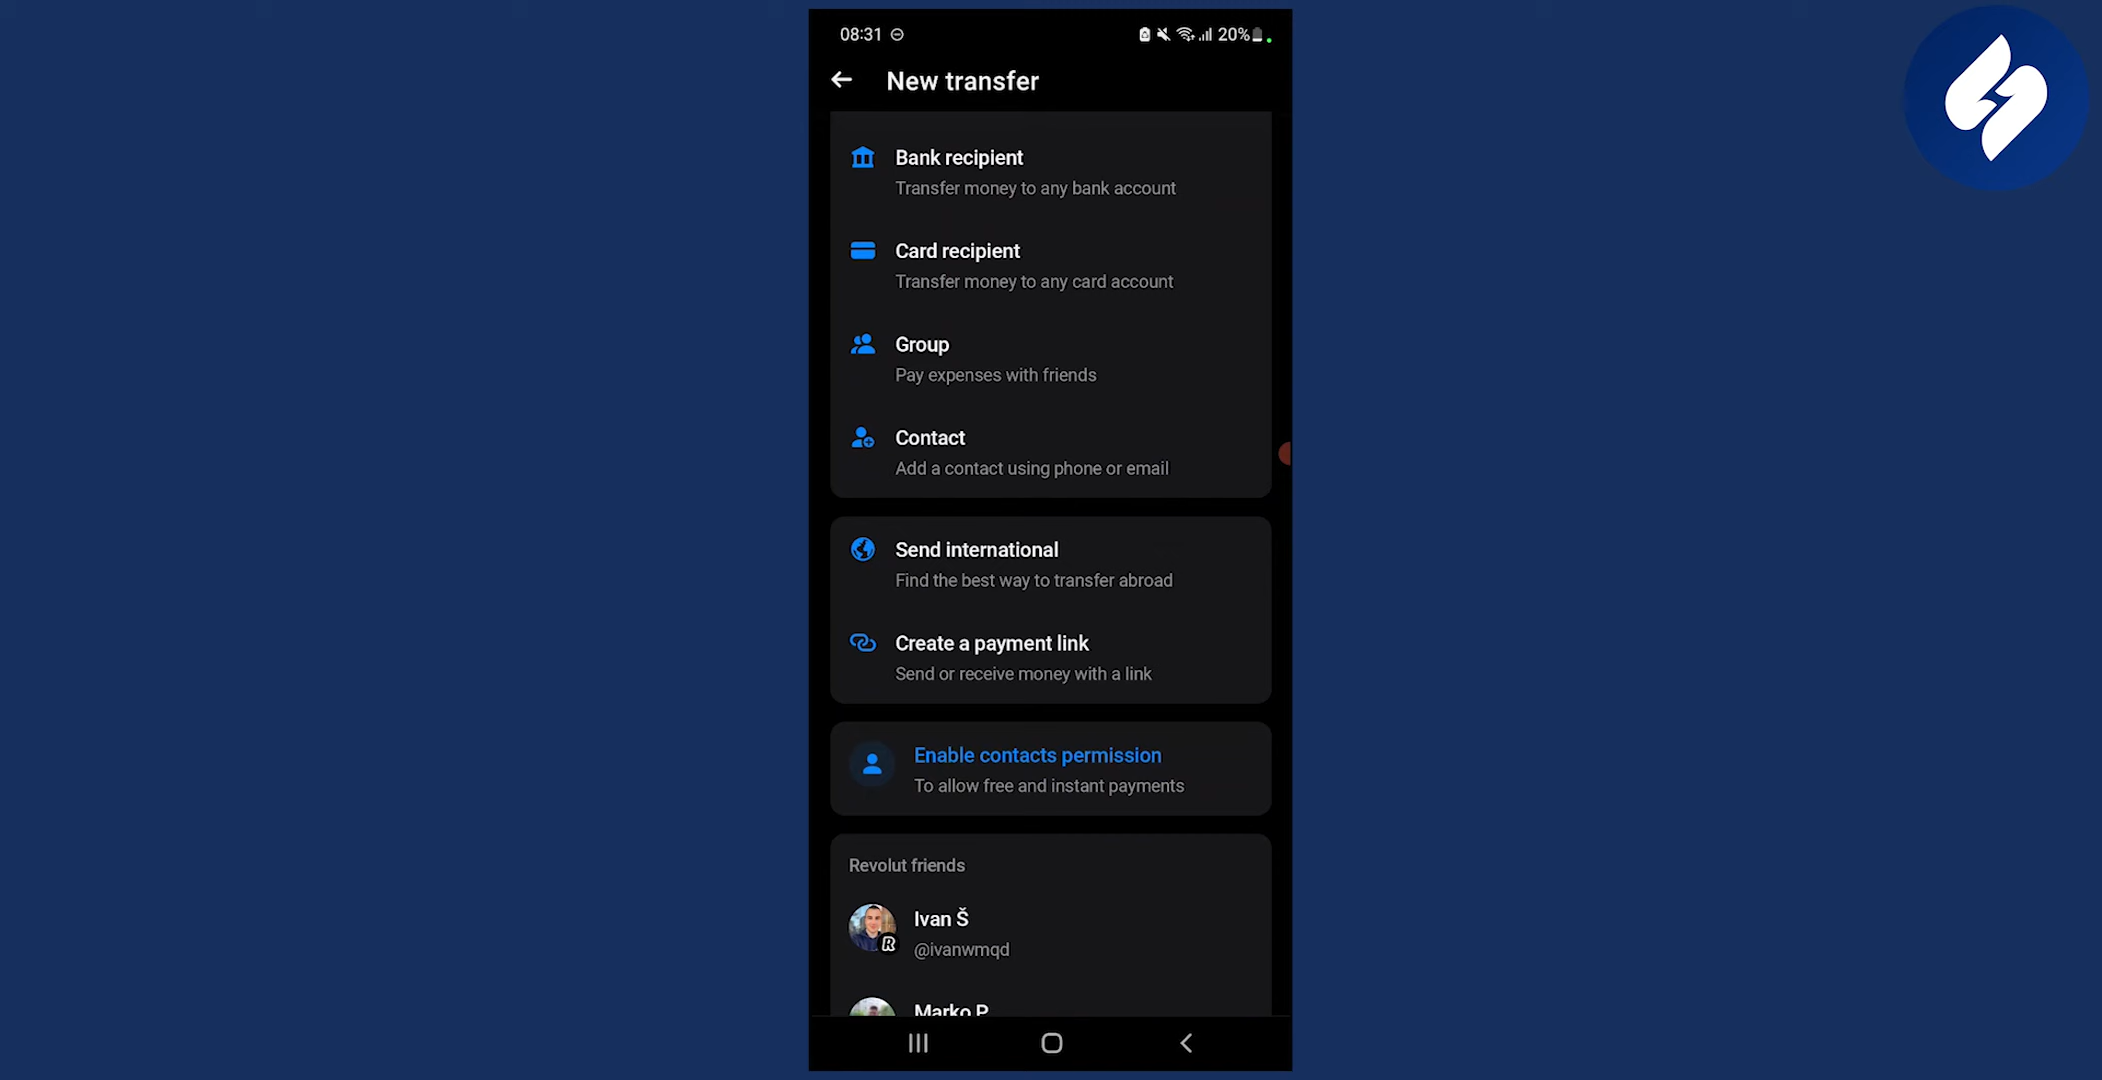 08:31 20%
New transfer
Bank recipient
Transfer money to any bank account
Card recipient
Transfer money to any card account
Group
Pay expenses with friends
Contact
Add a contact using phone or email
Send international
Find the best way to transfer abroad
Create a payment link
Send or receive money with a link
Enable contacts permission
To allow free and instant payments
Revolut friends
Ivan Š
R
@ivanwmqd
Marko P